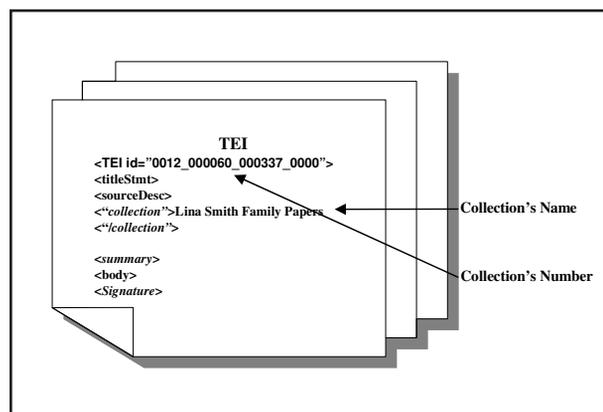 TEI
<TEI id=”0012_000060_000337_0000”>
<titleStmt>
<sourceDesc>
<“collection”>Lina Smith Family Papers
<“/collection”>
Collection's Name
<summary>
Collection's Number
<body>
<Signature>